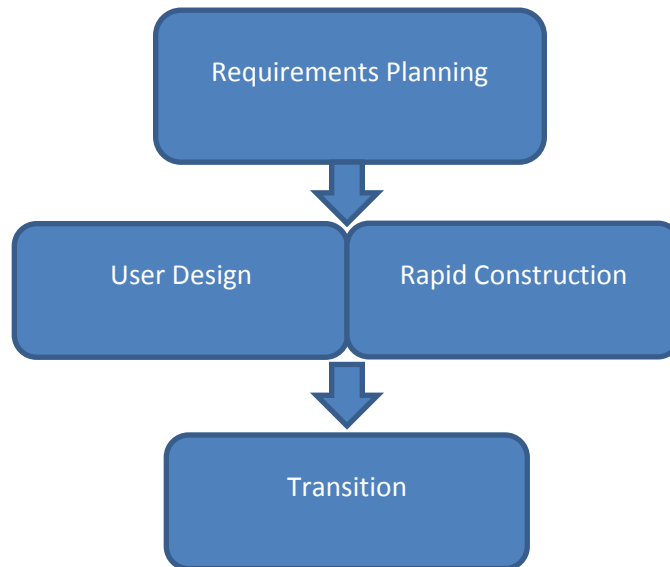 Requirements Planning
User Design
Rapid Construction
Transition